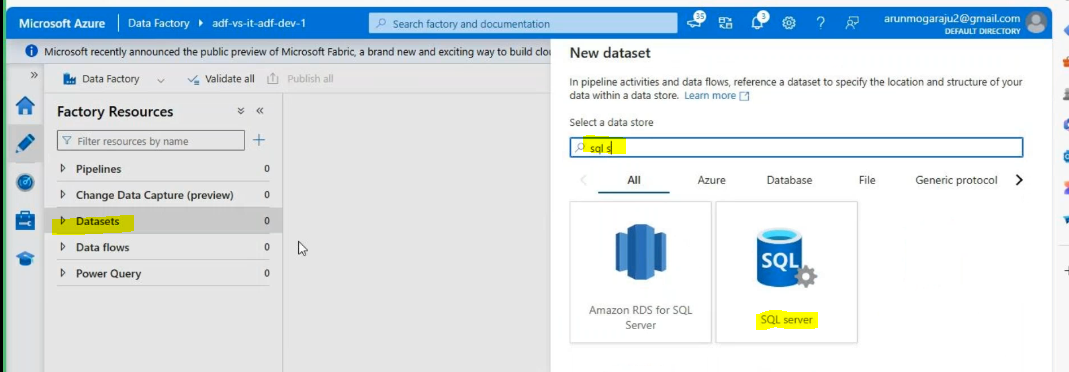 Microsoft Azure Data Factory adf-vs-it-adf-dev-1 Search factory and documentation 35 3 arunmogaraju2@gmail.com
DEFAULT DIRECTORY
Microsoft recently announced the public preview of Microsoft Fabric, a brand new and exciting way to build clou
Data Factory Validate all Publish all
Factory Resources
Filter resources by name
Pipelines 0
Change Data Capture (preview) 0
Datasets 0
Data flows 0
Power Query 0
New dataset
In pipeline activities and data flows, reference a dataset to specify the location and structure of your
data within a data store. Learn more
Select a data store
sql s
All Azure Database File Generic protocol
SQL
Amazon RDS for SQL
Server
SQL server